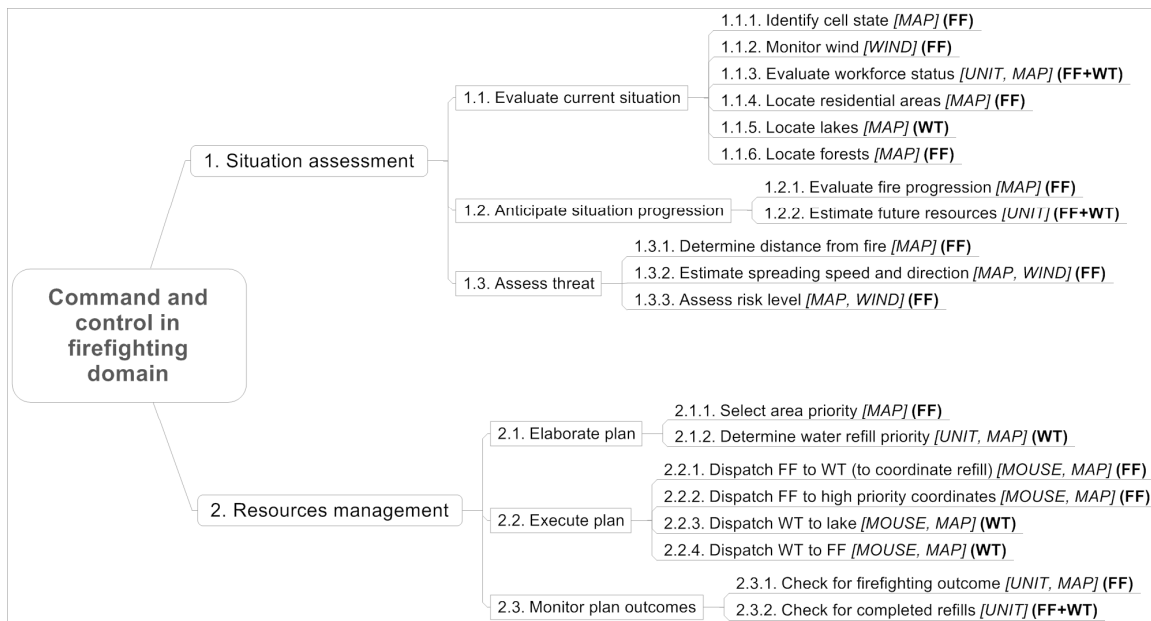 Command and
control in
firefighting
domain
1. Situation assessment
1.1. Evaluate current situation
1.1.1. Identify cell state [MAP] (FF)
1.1.2. Monitor wind [WIND] (FF)
1.1.3. Evaluate workforce status [UNIT, MAP] (FF+WT)
1.1.4. Locate residential areas [MAP] (FF)
1.1.5. Locate lakes [MAP] (WT)
1.1.6. Locate forests [MAP] (FF)
1.2. Anticipate situation progression
1.2.1. Evaluate fire progression [MAP] (FF)
1.2.2. Estimate future resources [UNIT] (FF+WT)
1.3. Assess threat
1.3.1. Determine distance from fire [MAP] (FF)
1.3.2. Estimate spreading speed and direction [MAP, WIND] (FF)
1.3.3. Assess risk level [MAP, WIND] (FF)
2. Resources management
2.1. Elaborate plan
2.1.1. Select area priority [MAP] (FF)
2.1.2. Determine water refill priority [UNIT, MAP] (WT)
2.2. Execute plan
2.2.1. Dispatch FF to WT (to coordinate refill) [MOUSE, MAP] (FF)
2.2.2. Dispatch FF to high priority coordinates [MOUSE, MAP] (FF)
2.2.3. Dispatch WT to lake [MOUSE, MAP] (WT)
2.2.4. Dispatch WT to FF [MOUSE, MAP] (WT)
2.3. Monitor plan outcomes
2.3.1. Check for firefighting outcome [UNIT, MAP] (FF)
2.3.2. Check for completed refills [UNIT] (FF+WT)